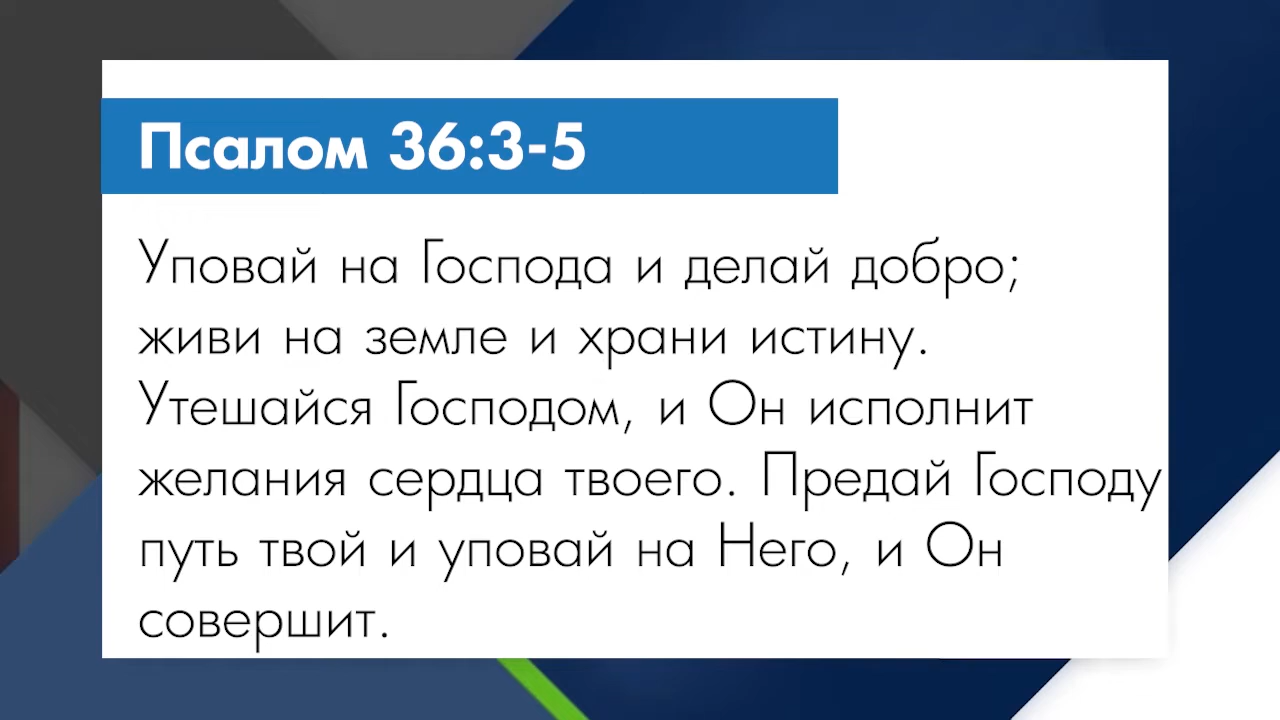 Псалом 36:3-5
Уповай на Господа и делай добро;
живи на земле и храни истину.
Утешайся Господом, и Он исполнит
желания сердца твоего. Предай Господу
путь твой и уповай на Него, и Он
совершит.